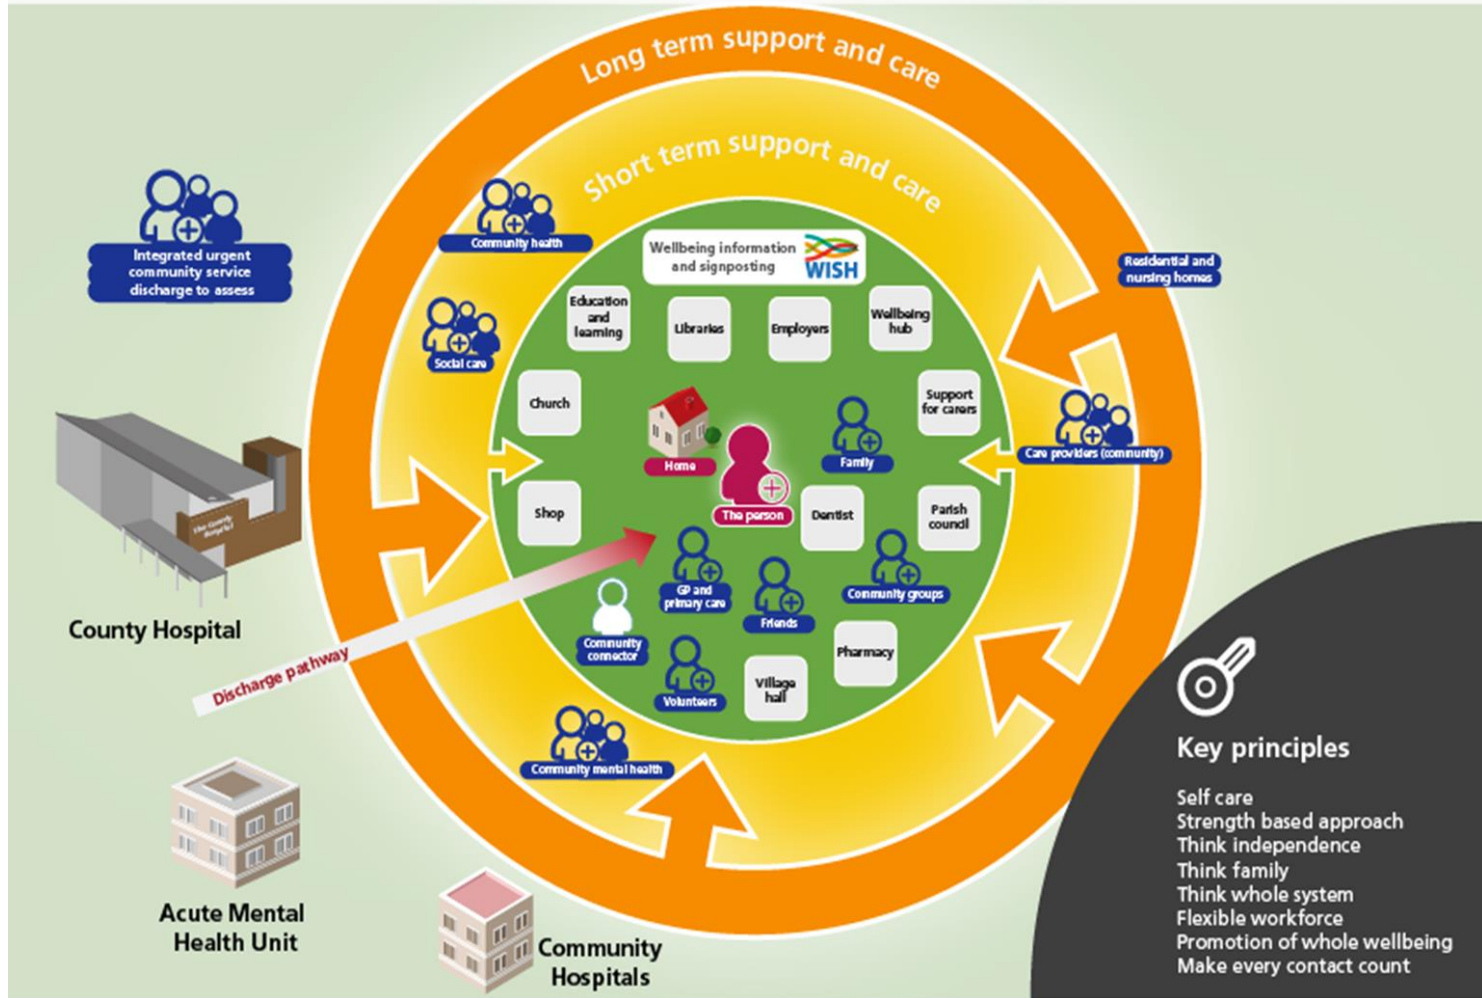 Long term support and care
Short term support and care
Integrated urgent
community service
discharge to assess
Community health
Social care
Wellbeing information
and signposting
WISH
Residential and
nursing homes
Education
and
learning
Libraries
Employers
Wellbeing
hub
Church
Support
for carers
Home
Family
Care providers (community)
The person
Shop
Dentist
Parish
council
The County
Hospital
County Hospital
GP and
primary care
Friends
Community groups
Community
connector
Pharmacy
Volunteers
Village
hall
Discharge pathway
Community mental health
Acute Mental
Health Unit
Community
Hospitals
Key principles
Self care
Strength based approach
Think independence
Think family
Think whole system
Flexible workforce
Promotion of whole wellbeing
Make every contact count